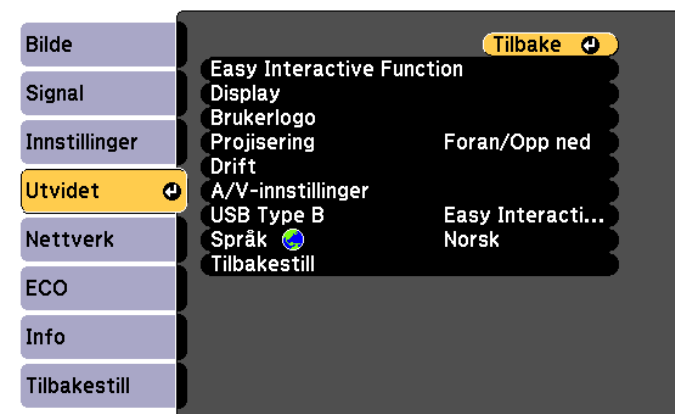 Bilde
Signal
Innstillinger
Utvidet
Nettverk
ECO
Info
Tilbakestill
Tilbake
Easy Interactive Function
Display
Brukerlogo
Projisering Foran/Opp ned
Drift
A/V-innstillinger
USB Type B Easy Interacti...
Språk Norsk
Tilbakestill